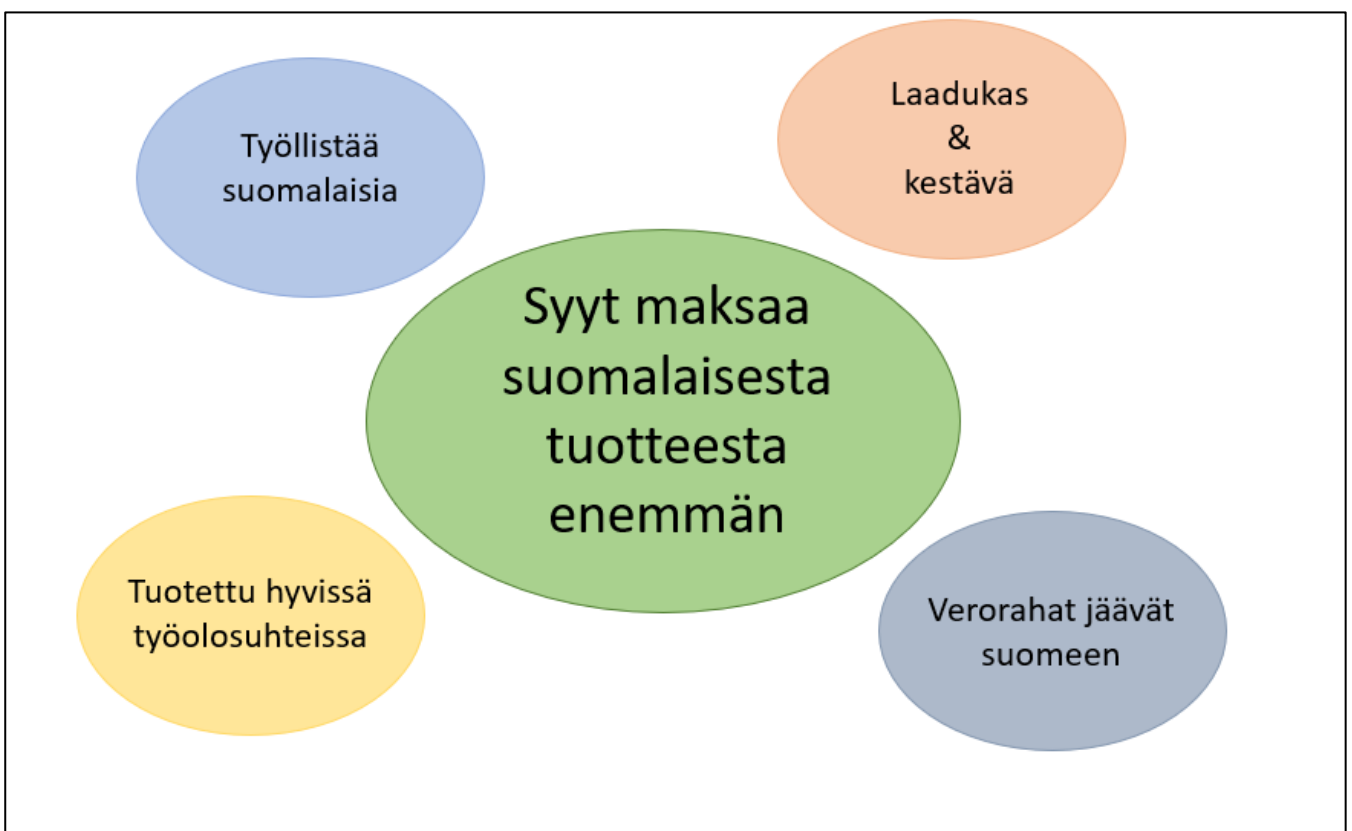 Työllistää
suomalaisia
Laadukas
&
kestävä
Syyt maksaa
suomalaisesta
tuotteesta
enemmän
Tuotettu hyvissä
työolosuhteissa
Verorahat jäävät
suomeen